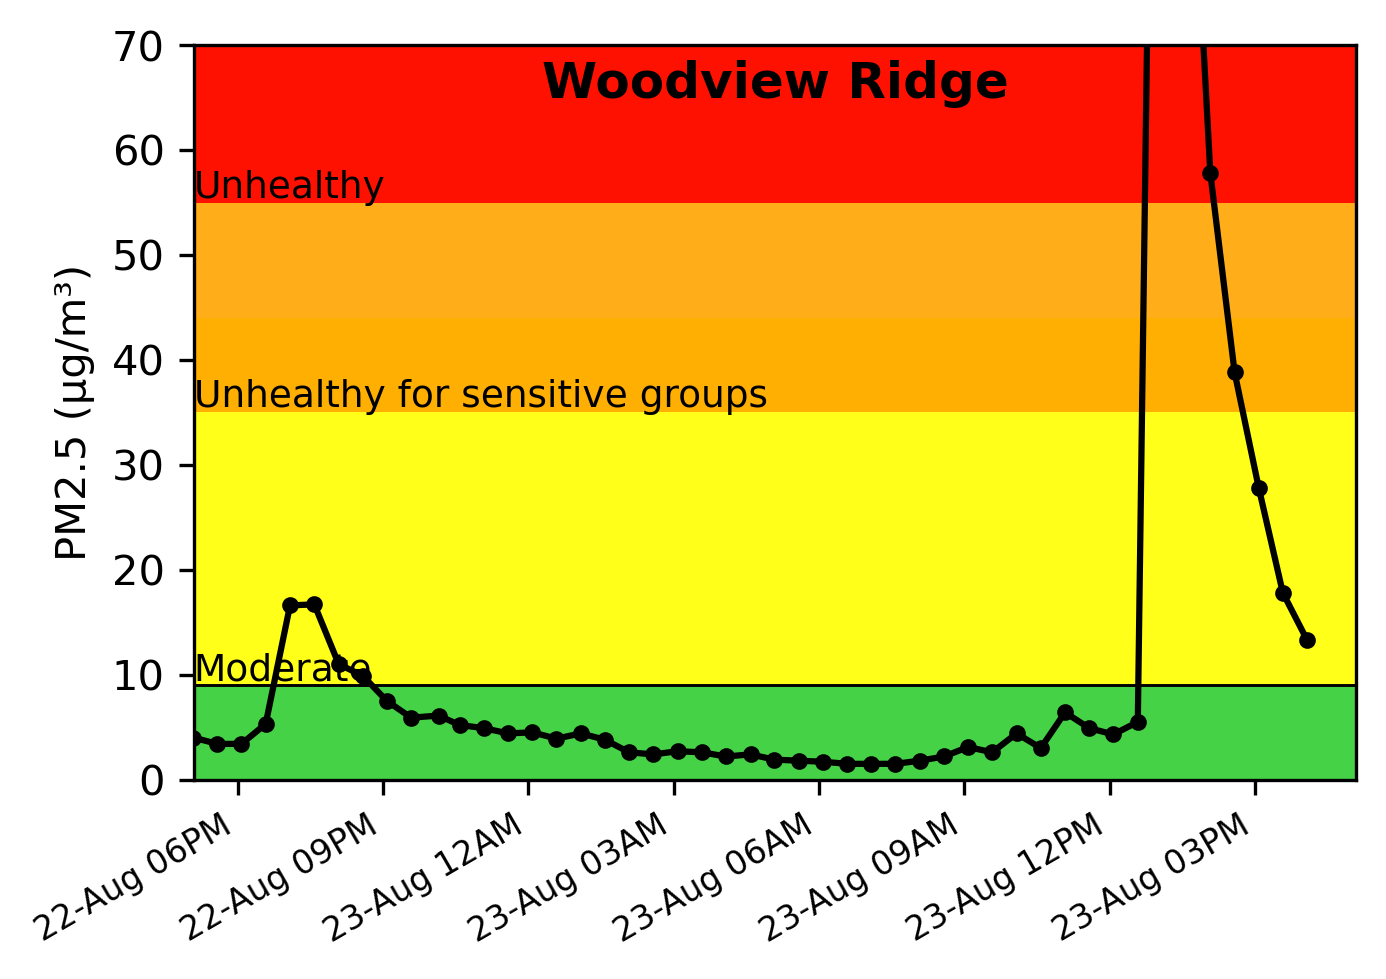 Woodview Ridge
70
60
50
40
30
20
10
0
PM2.5 (µg/m³)
Unhealthy
Unhealthy for sensitive groups
Moderate
22-Aug 06PM
22-Aug 09PM
23-Aug 12AM
23-Aug 03AM
23-Aug 06AM
23-Aug 09AM
23-Aug 12PM
23-Aug 03PM